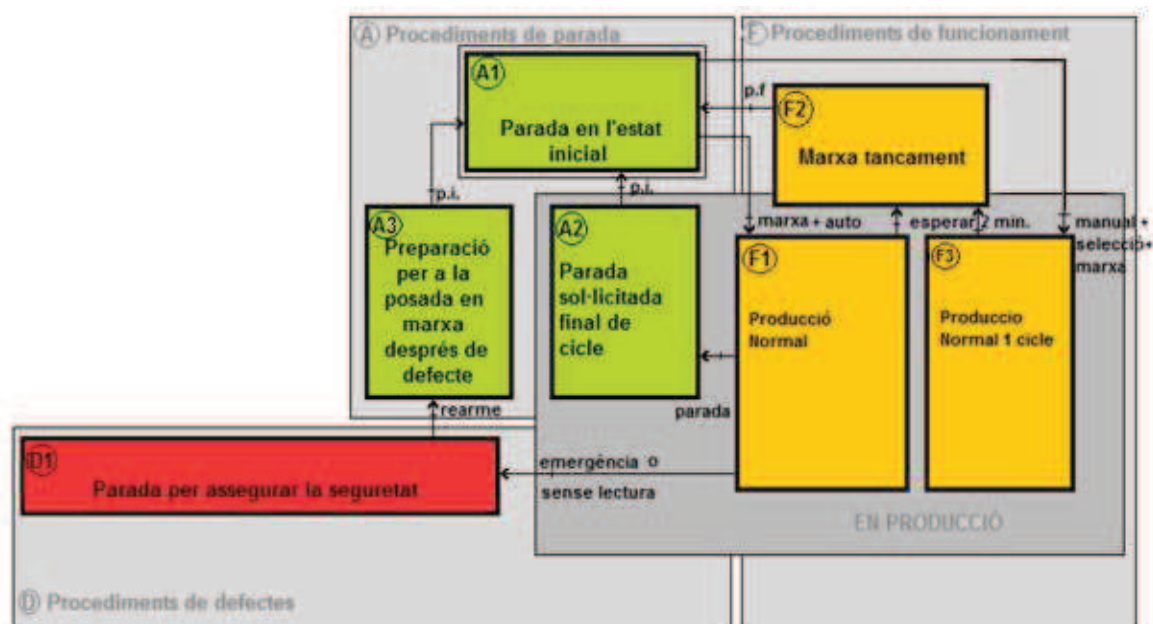 A Procediments de parada
F Procediments de funcionament
A1
Parada en l'estat
inicial
p.f
F2
Marxa tancament
p.i.
p.i.
A3
Preparació
per a la
posada en
marxa
després de
defecte
A2
Parada
sol·licitada
final de
cicle
marxa + auto
esperar 2 min.
manual +
selecció+
marxa
F1
Producció
Normal
F3
Produccio
Normal 1 cicle
rearme
parada
D1
Parada per assegurar la seguretat
emergència o
sense lectura
EN PRODUCCIÓ
D Procediments de defectes